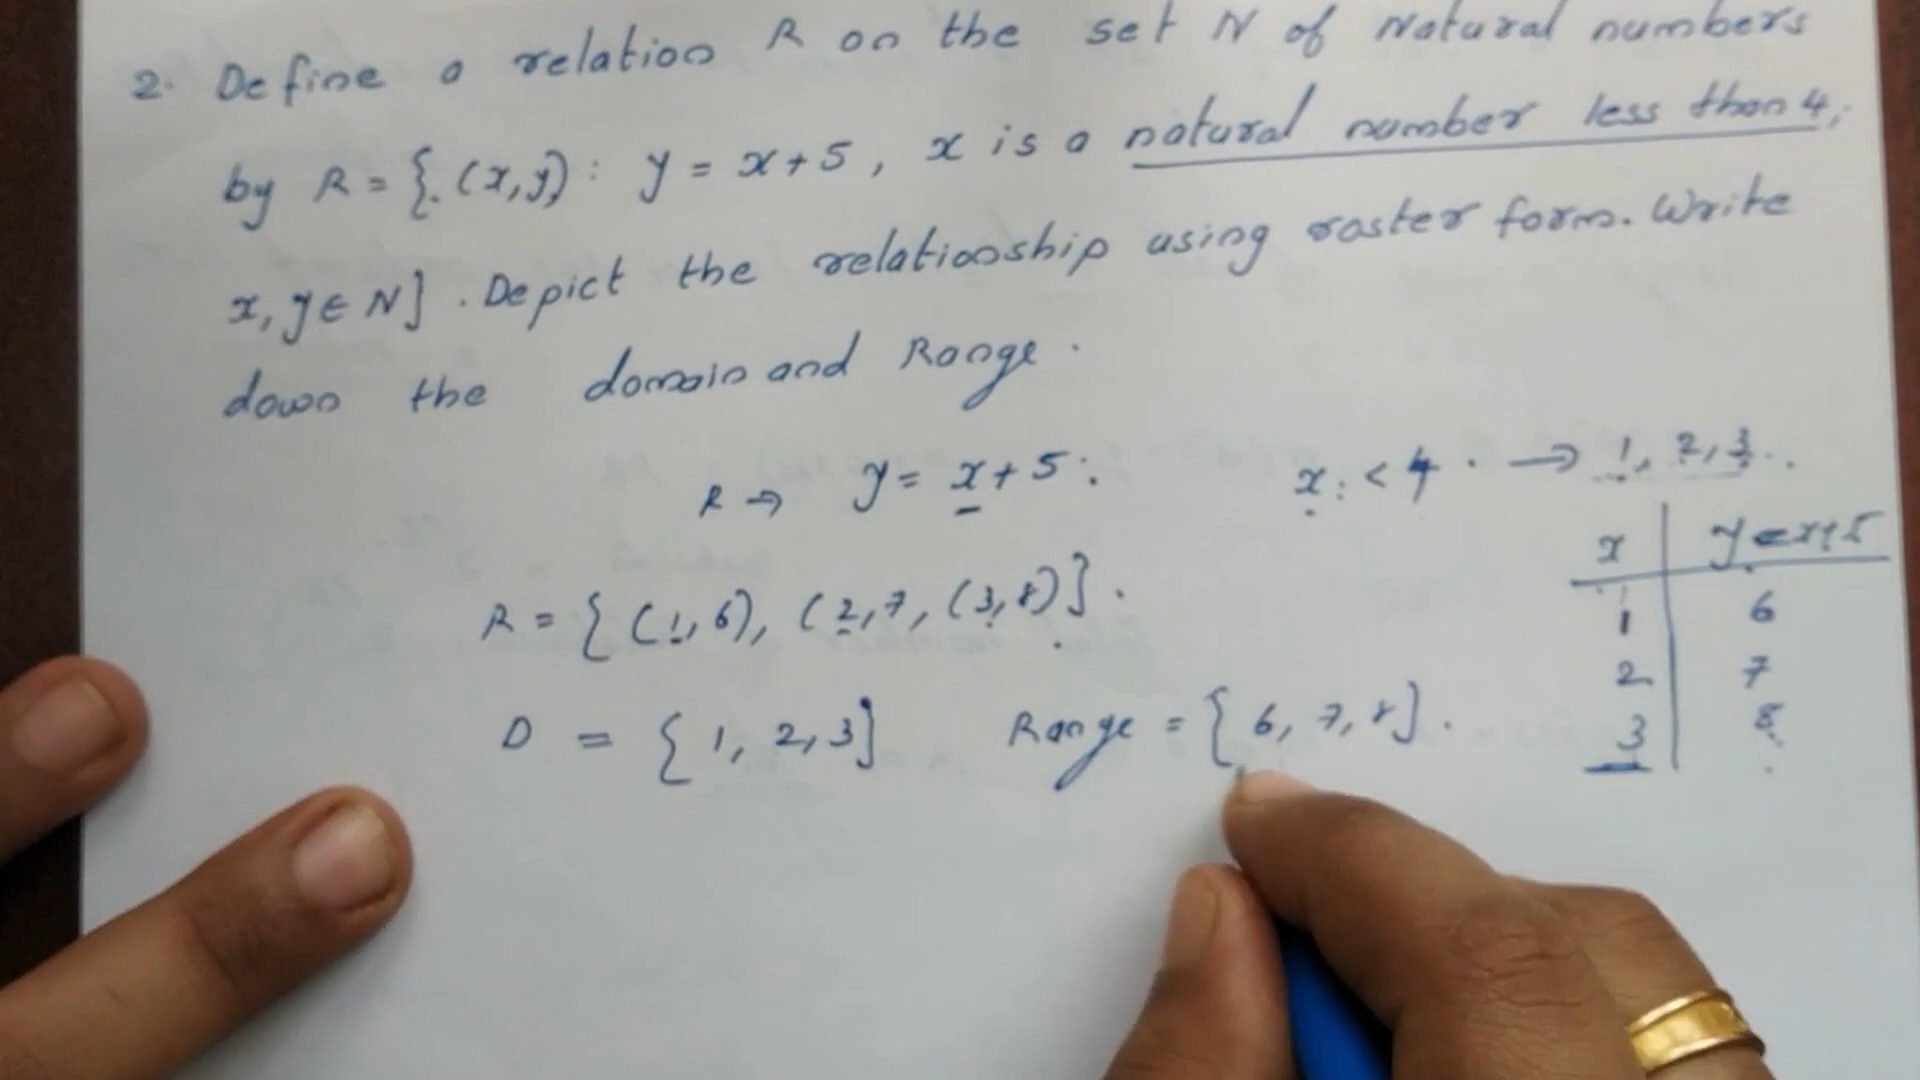 2. Define a relation R on the set N of Natural numbers
by R = {(x,y): y = x+5, x is a natural number less than 4;
x, y ∈ N}. Depict the relationship using roster form. Write
down the domain and Range.
R ⇒ y = x + 5: x < 4. → 1, 2, 3.
x | y = x+5
1 | 6
2 | 7
3 | 8
R = { (1,6), (2,7, (3,8)}.
D = { 1, 2, 3} Range = { 6, 7, 8}.